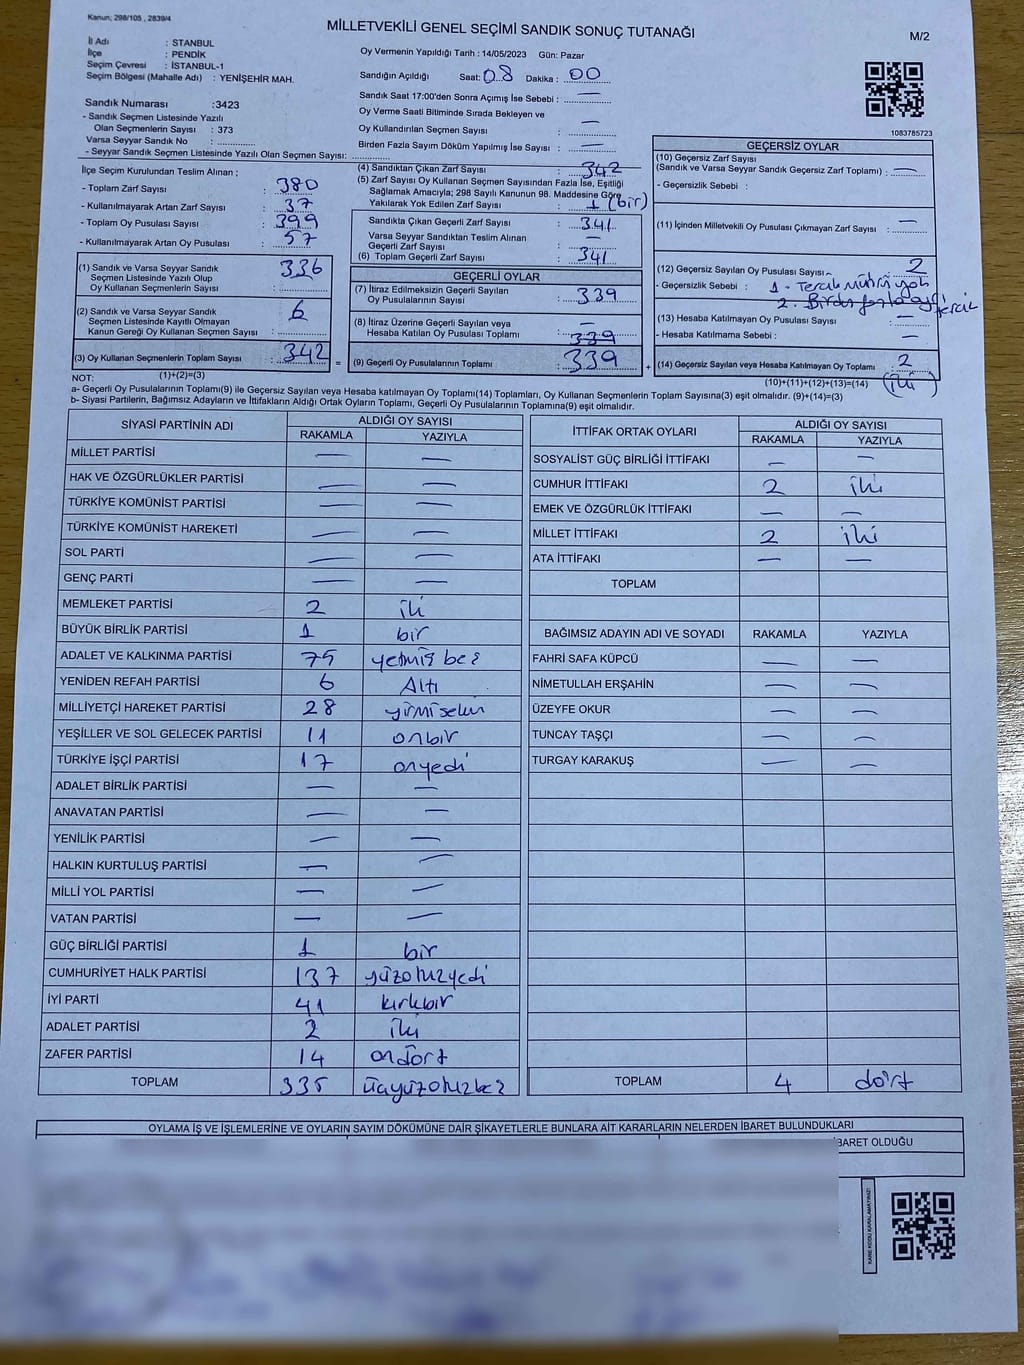 Kanun; 298/105 , 2839/4
MİLLETVEKİLİ GENEL SEÇİMİ SANDIK SONUÇ TUTANAĞI
M/2
İl Adı : İSTANBUL
İlçe : PENDİK
Seçim Çevresi : İSTANBUL-1
Seçim Bölgesi (Mahalle Adı) : YENİŞEHİR MAH.
Sandık Numarası :3423
- Sandık Seçmen Listesinde Yazılı
Olan Seçmenlerin Sayısı : 373
Varsa Seyyar Sandık No :
- Seyyar Sandık Seçmen Listesinde Yazılı Olan Seçmen Sayısı:
Oy Vermenin Yapıldığı Tarih : 14/05/2023 Gün: Pazar
Sandığın Açıldığı Saat: 08 Dakika : 00
Sandık Saat 17:00'den Sonra Açımış İse Sebebi : —
Oy Verme Saati Bitiminde Sırada Bekleyen ve
Oy Kullandırılan Seçmen Sayısı : —
Birden Fazla Sayım Döküm Yapılmış İse Sayısı : —
1083785723
İlçe Seçim Kurulundan Teslim Alınan ;
- Toplam Zarf Sayısı : 380
- Kullanılmayarak Artan Zarf Sayısı : 37
- Toplam Oy Pusulası Sayısı : 399
- Kullanılmayarak Artan Oy Pusulası : 57
(1) Sandık ve Varsa Seyyar Sandık
Seçmen Listesinde Yazılı Olup
Oy Kullanan Seçmenlerin Sayısı : 336
(2) Sandık ve Varsa Seyyar Sandık
Seçmen Listesinde Kayıtlı Olmayan
Kanun Gereği Oy Kullanan Seçmen Sayısı : 6
(3) Oy Kullanan Seçmenlerin Toplam Sayısı : 342 =
(1)+(2)=(3)
(4) Sandıktan Çıkan Zarf Sayısı : 342
(5) Zarf Sayısı Oy Kullanan Seçmen Sayısından Fazla İse, Eşitliği
Sağlamak Amacıyla; 298 Sayılı Kanunun 98. Maddesine Göre
Yakılarak Yok Edilen Zarf Sayısı : 1 (bir)
Sandıkta Çıkan Geçerli Zarf Sayısı : 341
Varsa Seyyar Sandıktan Teslim Alınan
Geçerli Zarf Sayısı : —
(6) Toplam Geçerli Zarf Sayısı : 341
GEÇERLİ OYLAR
(7) İtiraz Edilmeksizin Geçerli Sayılan
Oy Pusulalarının Sayısı : 339
(8) İtiraz Üzerine Geçerli Sayılan veya
Hesaba Katılan Oy Pusulası Toplamı : — 339
(9) Geçerli Oy Pusulalarının Toplamı : 339 +
GEÇERSİZ OYLAR
(10) Geçersiz Zarf Sayısı
(Sandık ve Varsa Seyyar Sandık Geçersiz Zarf Toplamı) : —
- Geçersizlik Sebebi :
(11) İçinden Milletvekili Oy Pusulası Çıkmayan Zarf Sayısı : —
(12) Geçersiz Sayılan Oy Pusulası Sayısı : 2
- Geçersizlik Sebebi : 1 - Tercih mührü yok
2. Birden fazla ayrı tercih
(13) Hesaba Katılmayan Oy Pusulası Sayısı : —
- Hesaba Katılmama Sebebi : —
(14) Geçersiz Sayılan veya Hesaba Katılmayan Oy Toplamı : 2
(10)+(11)+(12)+(13)=(14) (iki)
NOT:
a- Geçerli Oy Pusulalarının Toplamı(9) ile Geçersiz Sayılan veya Hesaba katılmayan Oy Toplamı(14) Toplamları, Oy Kullanan Seçmenlerin Toplam Sayısına(3) eşit olmalıdır. (9)+(14)=(3)
b- Siyasi Partilerin, Bağımsız Adayların ve İttifakların Aldığı Ortak Oyların Toplamı, Geçerli Oy Pusulalarının Toplamına(9) eşit olmalıdır.
SİYASİ PARTİNİN ADI ALDIĞI OY SAYISI
RAKAMLA YAZIYLA
MİLLET PARTİSİ — —
HAK VE ÖZGÜRLÜKLER PARTİSİ — —
TÜRKİYE KOMÜNİST PARTİSİ — —
TÜRKİYE KOMÜNİST HAREKETİ — —
SOL PARTİ — —
GENÇ PARTİ — —
MEMLEKET PARTİSİ 2 iki
BÜYÜK BİRLİK PARTİSİ 1 bir
ADALET VE KALKINMA PARTİSİ 75 yetmiş beş
YENİDEN REFAH PARTİSİ 6 Altı
MİLLİYETÇİ HAREKET PARTİSİ 28 yirmisekiz
YEŞİLLER VE SOL GELECEK PARTİSİ 11 onbir
TÜRKİYE İŞÇİ PARTİSİ 17 onyedi
ADALET BİRLİK PARTİSİ — —
ANAVATAN PARTİSİ — —
YENİLİK PARTİSİ — —
HALKIN KURTULUŞ PARTİSİ — —
MİLLİ YOL PARTİSİ — —
VATAN PARTİSİ — —
GÜÇ BİRLİĞİ PARTİSİ 1 bir
CUMHURİYET HALK PARTİSİ 137 yüzotuzyedi
İYİ PARTİ 41 kırkbir
ADALET PARTİSİ 2 iki
ZAFER PARTİSİ 14 ondört
TOPLAM 335 üçyüzotuzbeş
İTTİFAK ORTAK OYLARI ALDIĞI OY SAYISI
RAKAMLA YAZIYLA
SOSYALİST GÜÇ BİRLİĞİ İTTİFAKI — —
CUMHUR İTTİFAKI 2 iki
EMEK VE ÖZGÜRLÜK İTTİFAKI — —
MİLLET İTTİFAKI 2 iki
ATA İTTİFAKI — —
TOPLAM
BAĞIMSIZ ADAYIN ADI VE SOYADI RAKAMLA YAZIYLA
FAHRİ SAFA KÜPCÜ — —
NİMETULLAH ERŞAHİN — —
ÜZEYFE OKUR — —
TUNCAY TAŞÇI — —
TURGAY KARAKUŞ — —
TOPLAM 4 dört
OYLAMA İŞ VE İŞLEMLERİNE VE OYLARIN SAYIM DÖKÜMÜNE DAİR ŞİKAYETLERLE BUNLARA AİT KARARLARIN NELERDEN İBARET BULUNDUKLARI
İBARET OLDUĞU
KARE KODU KARALAMAYINIZ!